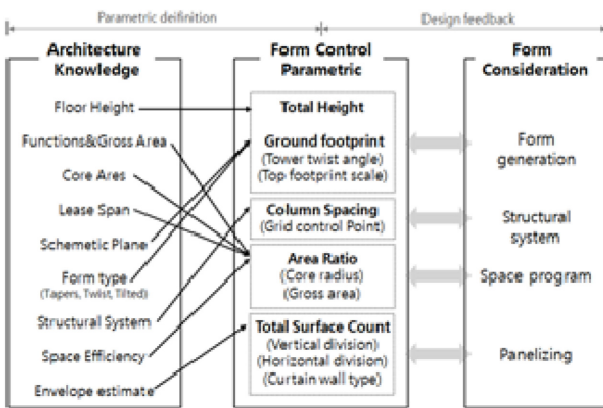 Parametric deifinition
Design feedback
Architecture
Knowledge
Floor Height
Functions&Gross Area
Core Ares
Lease Span
Schemetic Plane
Form type
(Tapers, Twist, Tilted)
Structural System
Space Efficiency
Envelope estimate
Form Control
Parametric
Total Height
Ground footprint
(Tower twist angle)
(Top footprint scale)
Column Spacing
(Grid control Point)
Area Ratio
(Core radius)
(Gross area)
Total Surface Count
(Vertical division)
(Horizontal division)
(Curtain wall type)
Form
Consideration
Form
generation
Structural
system
Space program
Panelizing